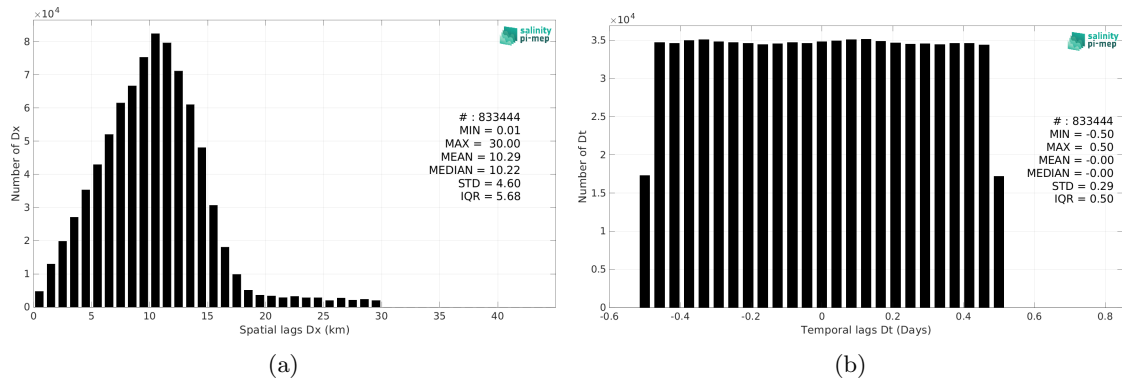 ×10⁴
8
7
6
5
4
3
2
1
0
Number of Dx
0 5 10 15 20 25 30 35 40
Spatial lags Dx (km)
salinity
pi-mep
# : 833444
MIN = 0.01
MAX = 30.00
MEAN = 10.29
MEDIAN = 10.22
STD = 4.60
IQR = 5.68
(a)
×10⁴
3.5
3
2.5
2
1.5
1
0.5
0
Number of Dt
-0.6 -0.4 -0.2 0 0.2 0.4 0.6 0.8
Temporal lags Dt (Days)
salinity
pi-mep
# : 833444
MIN = -0.50
MAX = 0.50
MEAN = -0.00
MEDIAN = -0.00
STD = 0.29
IQR = 0.50
(b)